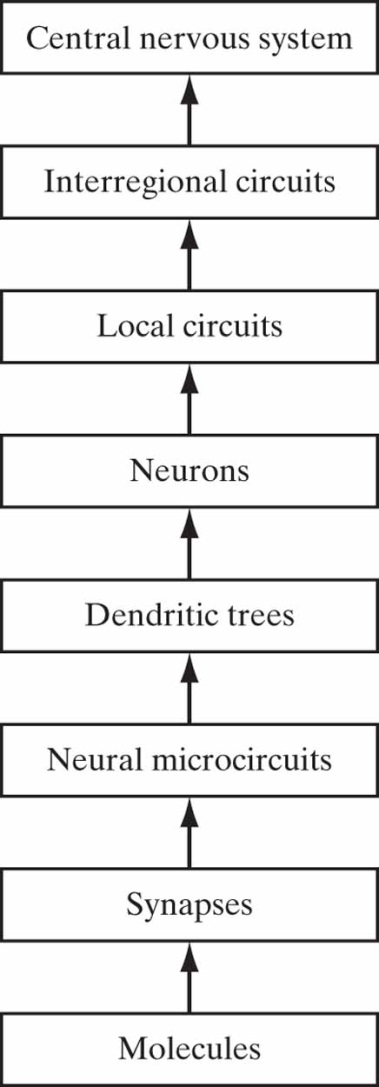 Central nervous system
Interregional circuits
Local circuits
Neurons
Dendritic trees
Neural microcircuits
Synapses
Molecules